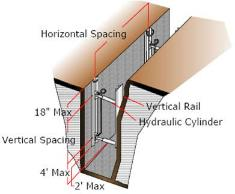 Horizontal Spacing
18" Max
Vertical Rail
Hydraulic Cylinder
Vertical Spacing
4' Max
2' Max